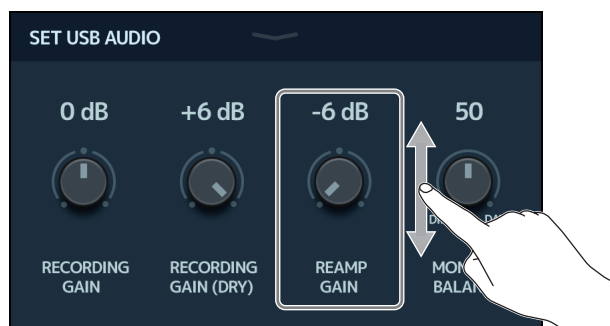 SET USB AUDIO
0 dB
+6 dB
-6 dB
50
RECORDING
GAIN
RECORDING
GAIN (DRY)
REAMP
GAIN